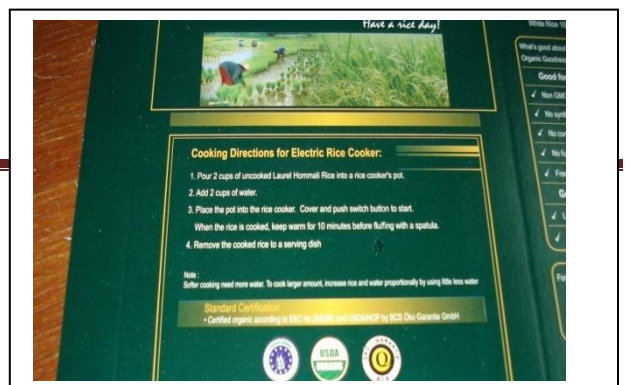 Have a rice day!
Cooking Directions for Electric Rice Cooker:
1. Pour 2 cups of uncooked Laurel Hommali Rice into a rice cooker's pot.
2. Add 2 cups of water.
3. Place the pot into the rice cooker. Cover and push switch button to start.
When the rice is cooked, keep warm for 10 minutes before fluffing with a spatula.
4. Remove the cooked rice to a serving dish
Note :
Softer cooking need more water. To cook larger amount, increase rice and water proportionally by using little less water
Standard Certification
• Certified organic according to EEC and USDA/NOP by BCS Öko Garantie GmbH
USDA
ORGANIC
White Rice
What's good about
Organic Goodness
Good for
✓ Non GMO
✓ No
✓ No
✓ No
✓